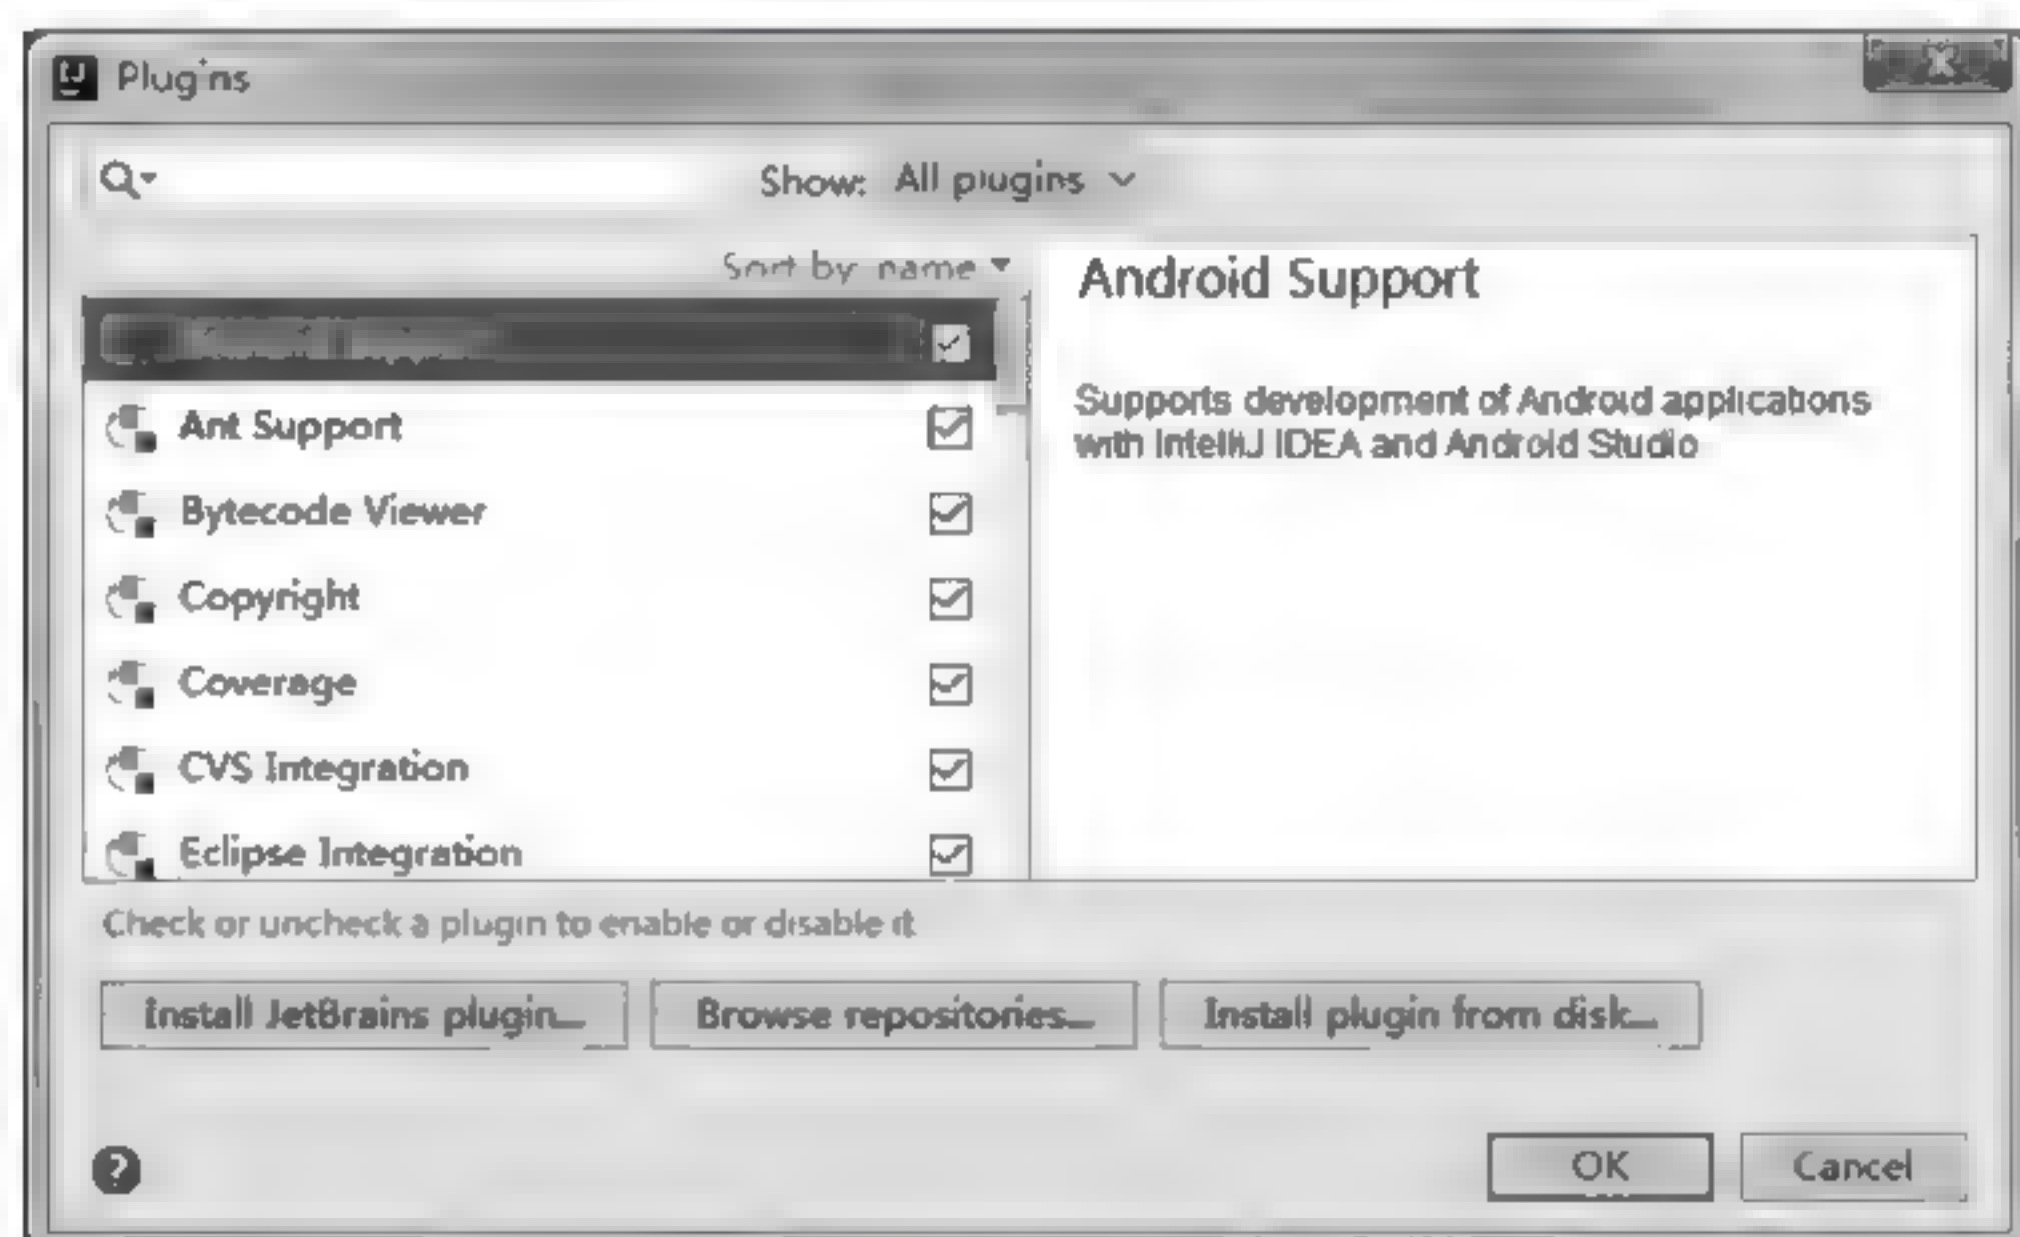 Plugins
Show: All plugins
Sort by name
Android Support
Supports development of Android applications
with IntelliJ IDEA and Android Studio
Ant Support
Bytecode Viewer
Copyright
Coverage
CVS Integration
Eclipse Integration
Check or uncheck a plugin to enable or disable it
Install JetBrains plugin...
Browse repositories...
Install plugin from disk...
?
OK
Cancel